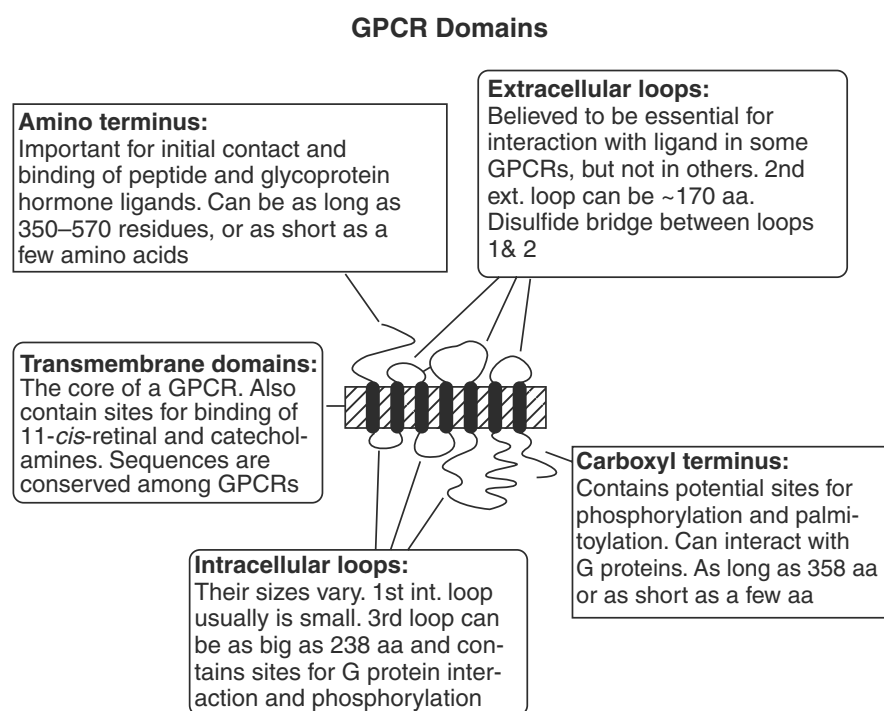 GPCR Domains
Amino terminus:
Important for initial contact and
binding of peptide and glycoprotein
hormone ligands. Can be as long as
350–570 residues, or as short as a
few amino acids
Extracellular loops:
Believed to be essential for
interaction with ligand in some
GPCRs, but not in others. 2nd
ext. loop can be ~170 aa.
Disulfide bridge between loops
1& 2
Transmembrane domains:
The core of a GPCR. Also
contain sites for binding of
11-cis-retinal and catechol-
amines. Sequences are
conserved among GPCRs
Carboxyl terminus:
Contains potential sites for
phosphorylation and palmi-
toylation. Can interact with
G proteins. As long as 358 aa
or as short as a few aa
Intracellular loops:
Their sizes vary. 1st int. loop
usually is small. 3rd loop can
be as big as 238 aa and con-
tains sites for G protein inter-
action and phosphorylation